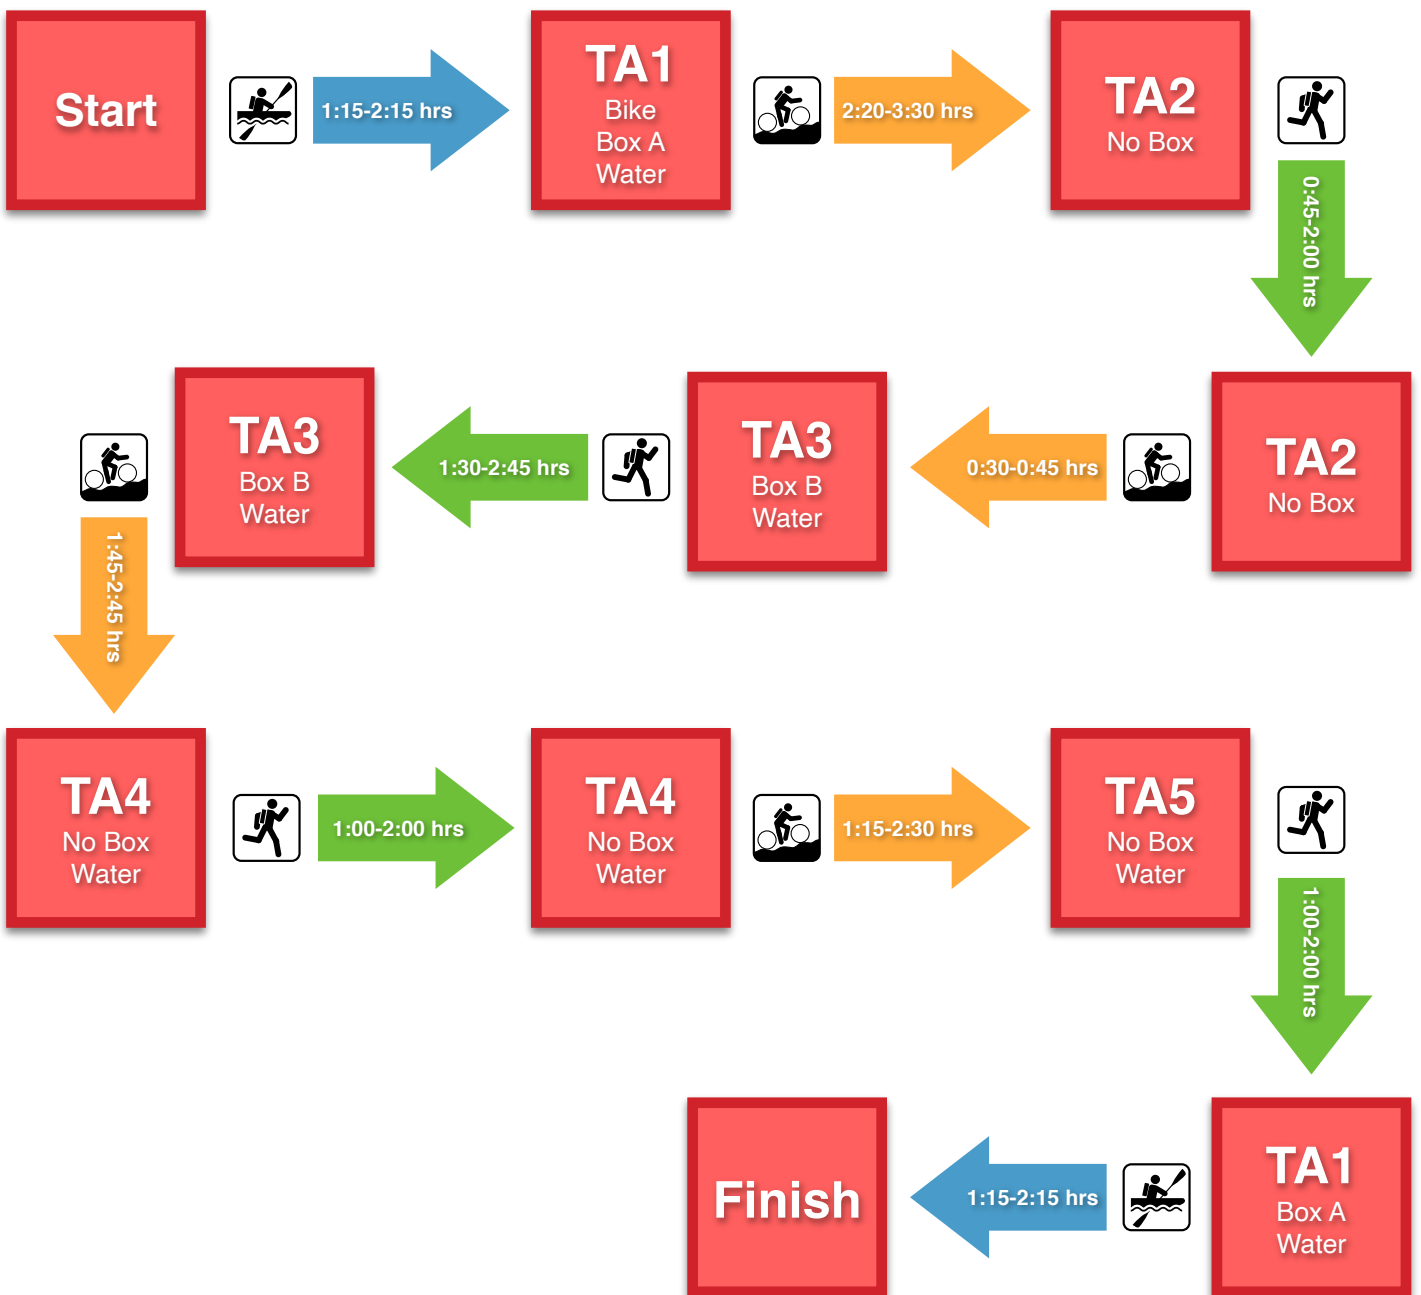 Start
1:15-2:15 hrs
TA1
Bike
Box A
Water
2:20-3:30 hrs
TA2
No Box
0:45-2:00 hrs
TA2
No Box
0:30-0:45 hrs
TA3
Box B
Water
1:30-2:45 hrs
TA3
Box B
Water
1:45-2:45 hrs
TA4
No Box
Water
1:00-2:00 hrs
TA4
No Box
Water
1:15-2:30 hrs
TA5
No Box
Water
1:00-2:00 hrs
TA1
Box A
Water
1:15-2:15 hrs
Finish